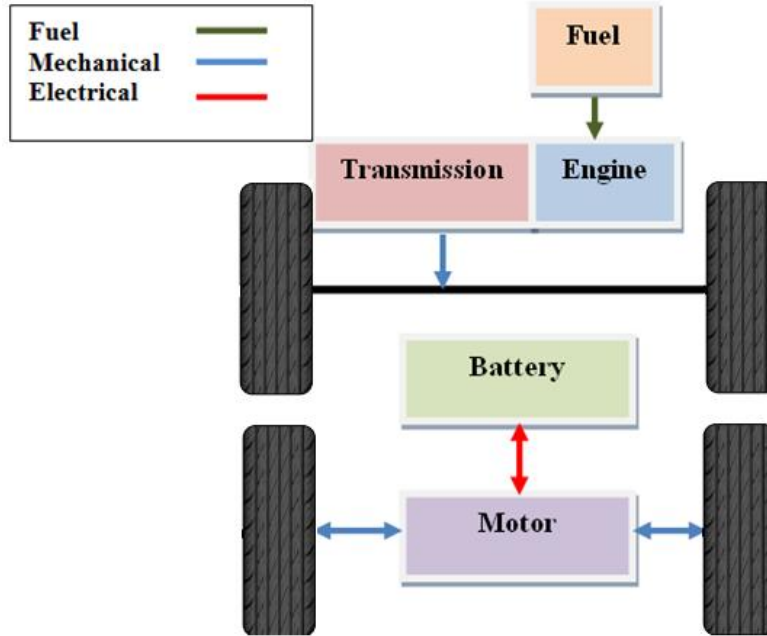 Fuel
Mechanical
Electrical
Fuel
Transmission
Engine
Battery
Motor